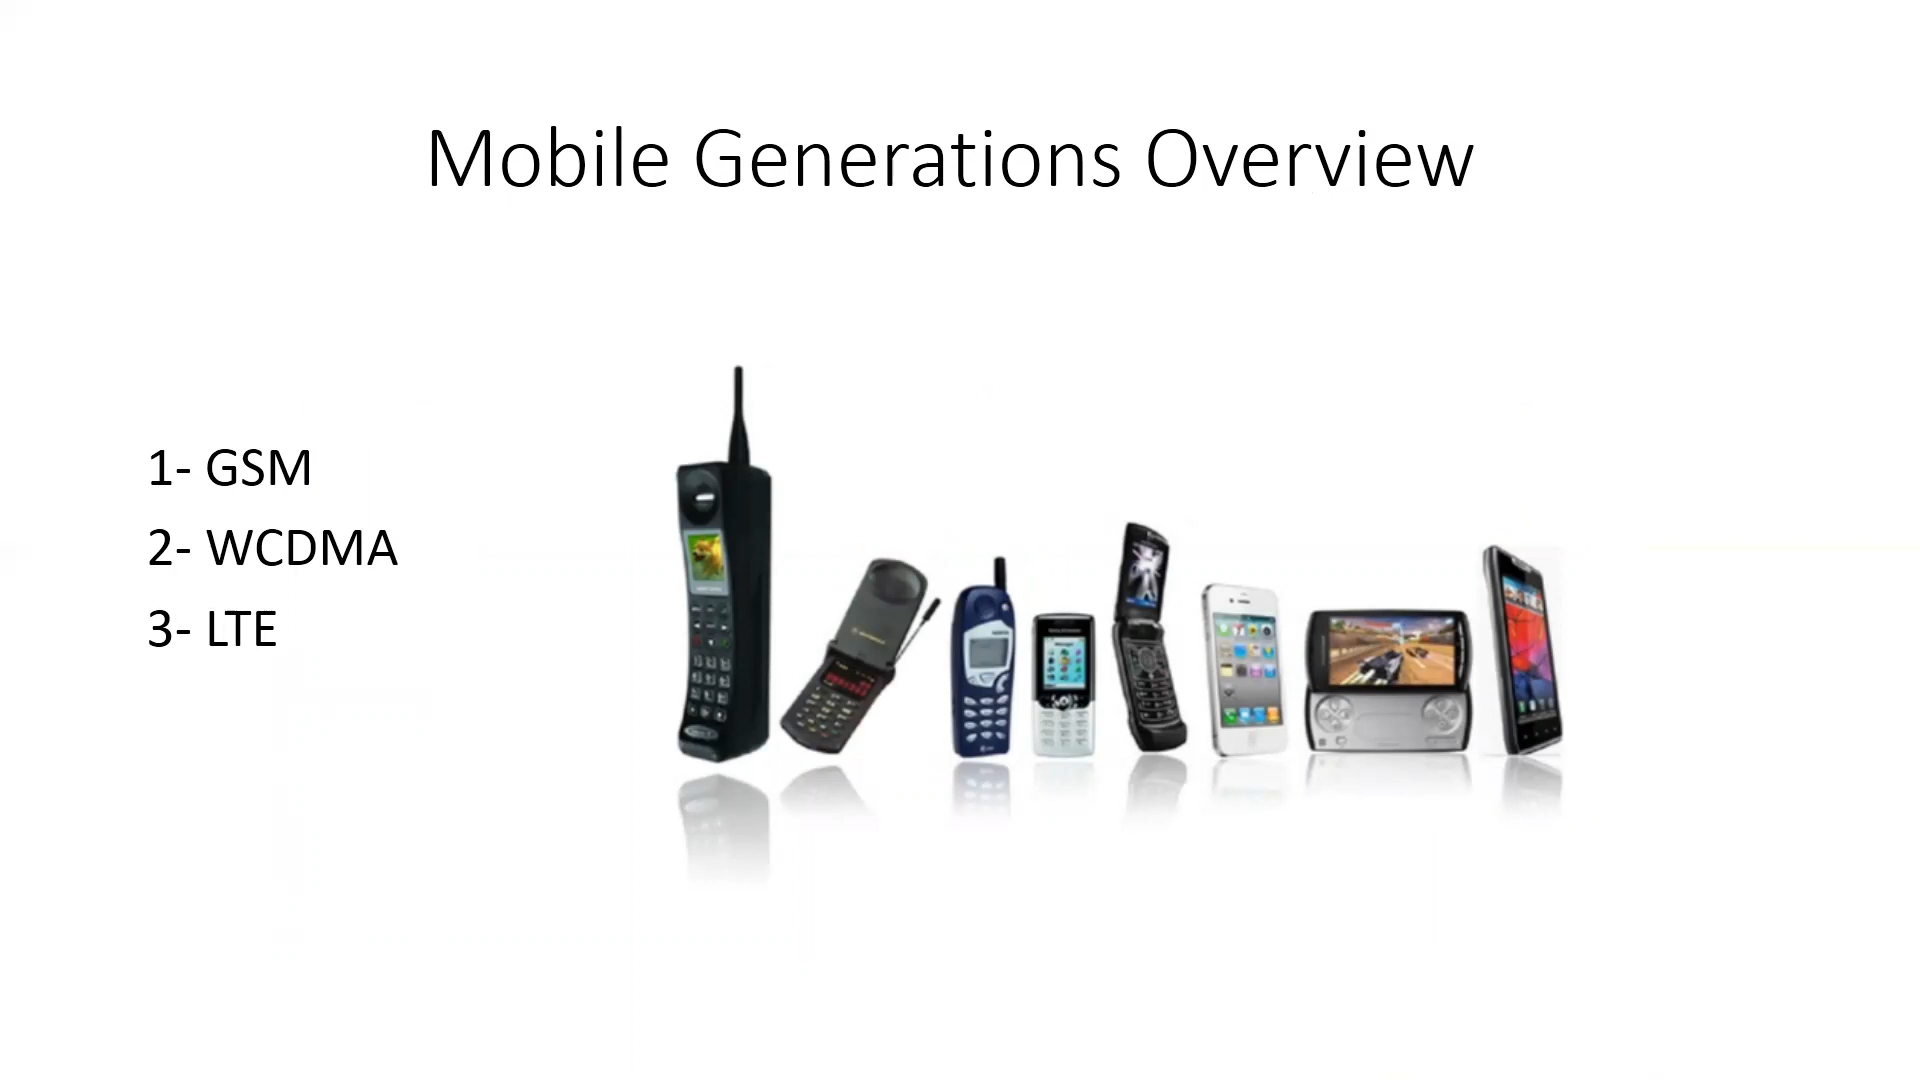 Mobile Generations Overview
1- GSM
2- WCDMA
3- LTE